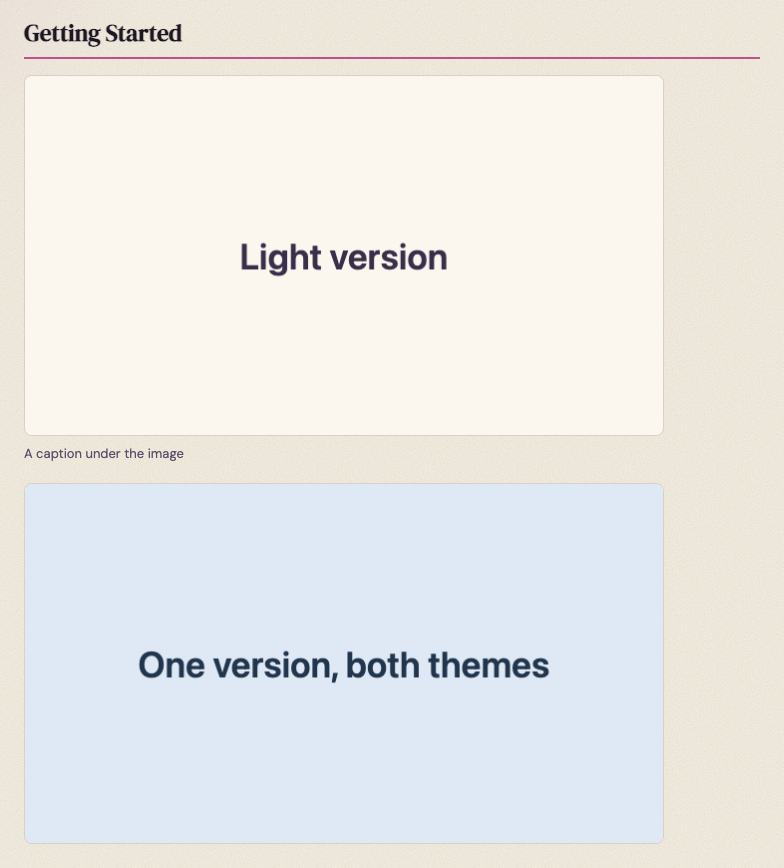 Getting Started
Light version
A caption under the image
One version, both themes